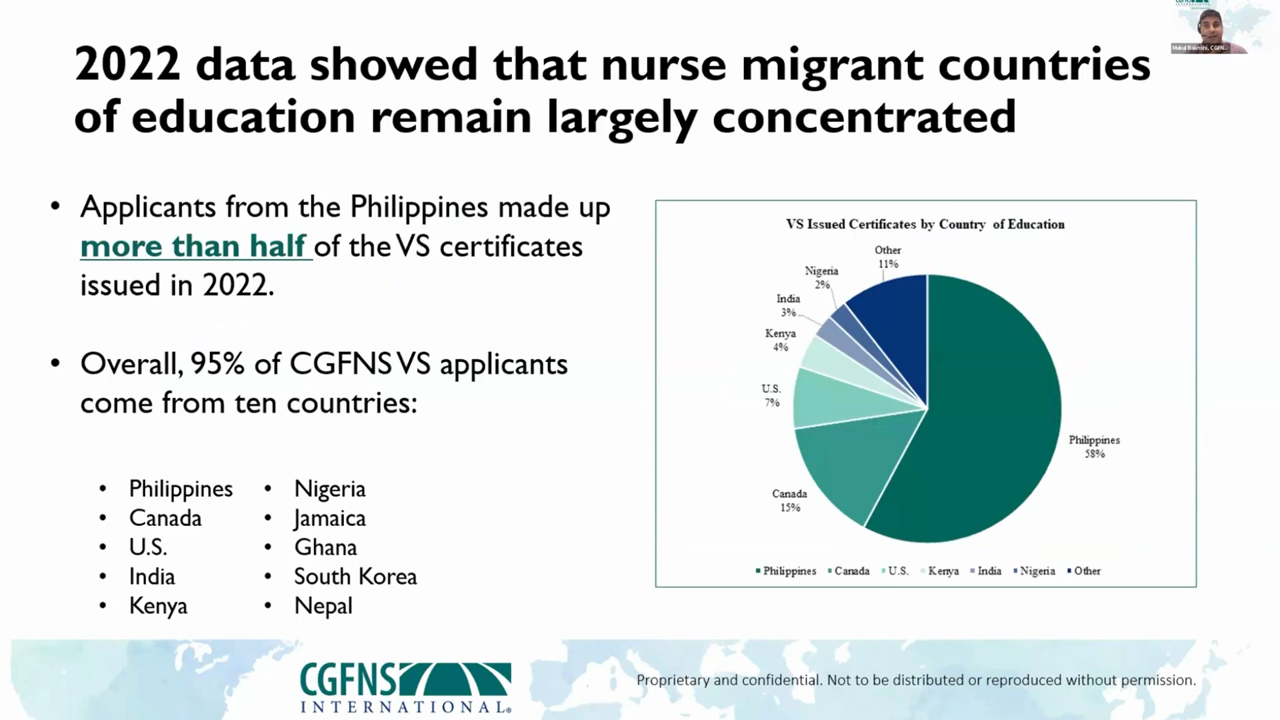 2022 data showed that nurse migrant countries
of education remain largely concentrated
• Applicants from the Philippines made up
more than half of the VS certificates
issued in 2022.
• Overall, 95% of CGFNS VS applicants
come from ten countries:
• Philippines
• Canada
• U.S.
• India
• Kenya
• Nigeria
• Jamaica
• Ghana
• South Korea
• Nepal
VS Issued Certificates by Country of Education
Other
11%
Nigeria
2%
India
3%
Kenya
4%
U.S.
7%
Canada
15%
Philippines
58%
Philippines Canada U.S. Kenya India Nigeria Other
CGFNS
INTERNATIONAL®
Proprietary and confidential. Not to be distributed or reproduced without permission.